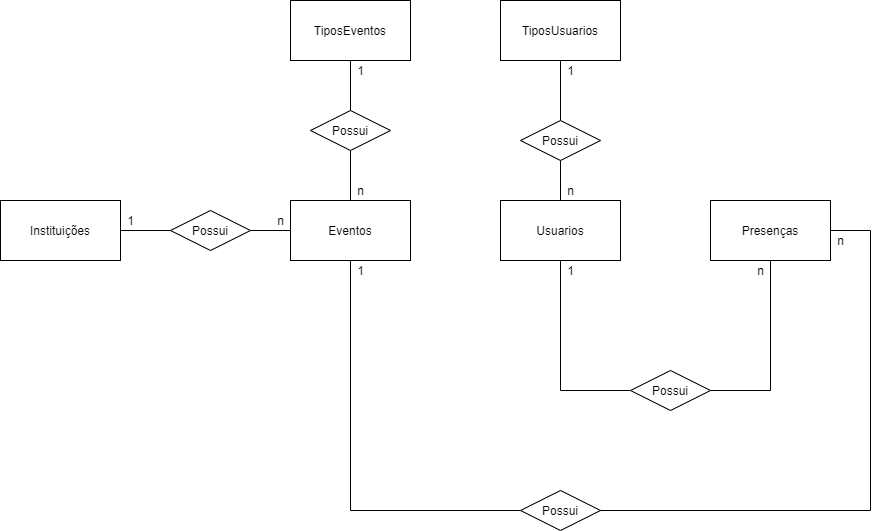 TiposEventos
TiposUsuarios
1
1
Possui
Possui
n
n
Instituições
1
Possui
n
Eventos
Usuarios
Presenças
n
1
1
n
Possui
Possui